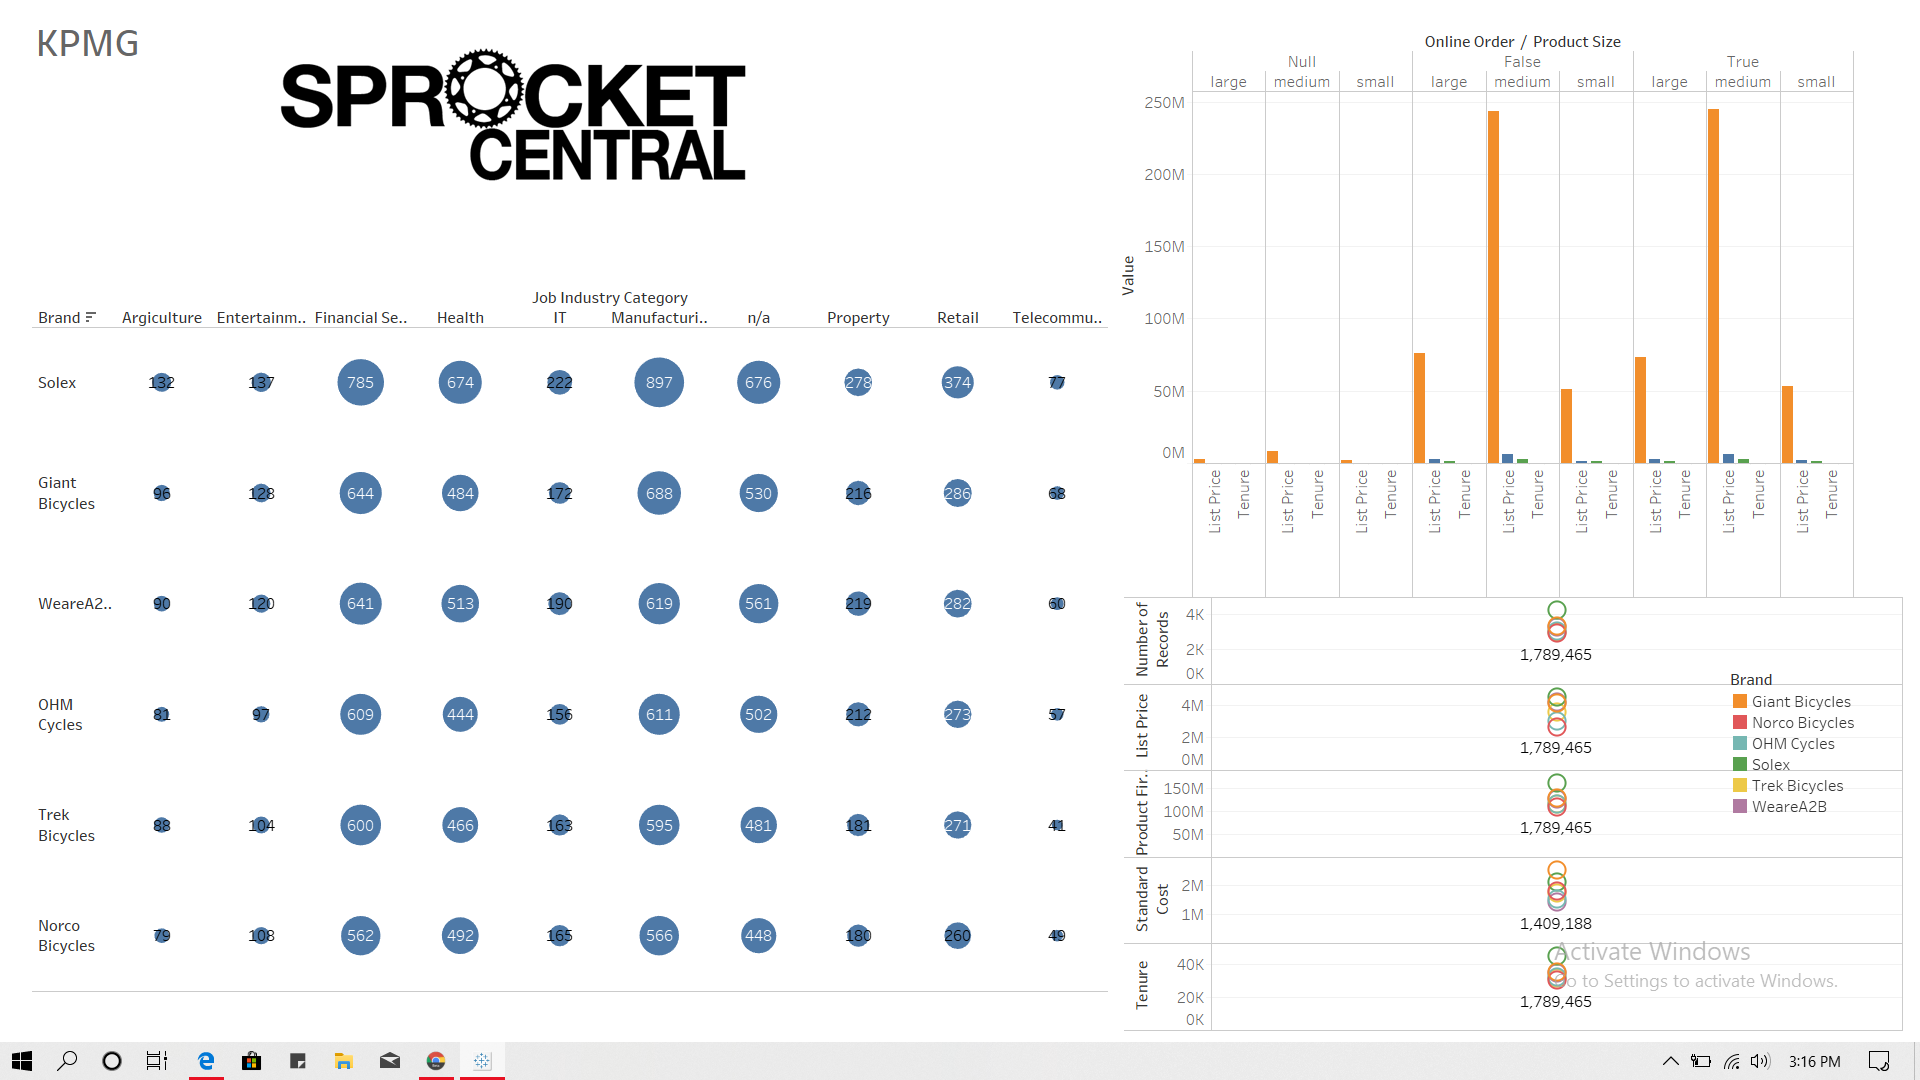 KPMG
SPROCKET
CENTRAL
Job Industry Category
Brand Argiculture Entertainm.. Financial Se.. Health IT Manufacturi.. n/a Property Retail Telecommu..
Solex 132 137 785 674 222 897 676 278 374 77
Giant
Bicycles 96 128 644 484 172 688 530 216 286 68
WeareA2.. 90 120 641 513 190 619 561 219 282 60
OHM
Cycles 81 97 609 444 156 611 502 212 273 57
Trek
Bicycles 88 104 600 466 163 595 481 181 271 41
Norco
Bicycles 79 108 562 492 165 566 448 180 260 49
Online Order / Product Size
Null False True
large medium small large medium small large medium small
Value
250M
200M
150M
100M
50M
0M
List Price Tenure List Price Tenure List Price Tenure List Price Tenure List Price Tenure List Price Tenure List Price Tenure List Price Tenure List Price Tenure
Number of
Records
4K
2K
0K
1,789,465
List Price
4M
2M
0M
1,789,465
Product Fir..
150M
100M
50M
1,789,465
Standard
Cost
2M
1M
1,409,188
Tenure
40K
20K
0K
1,789,465
Brand
Giant Bicycles
Norco Bicycles
OHM Cycles
Solex
Trek Bicycles
WeareA2B
Activate Windows
Go to Settings to activate Windows.
3:16 PM